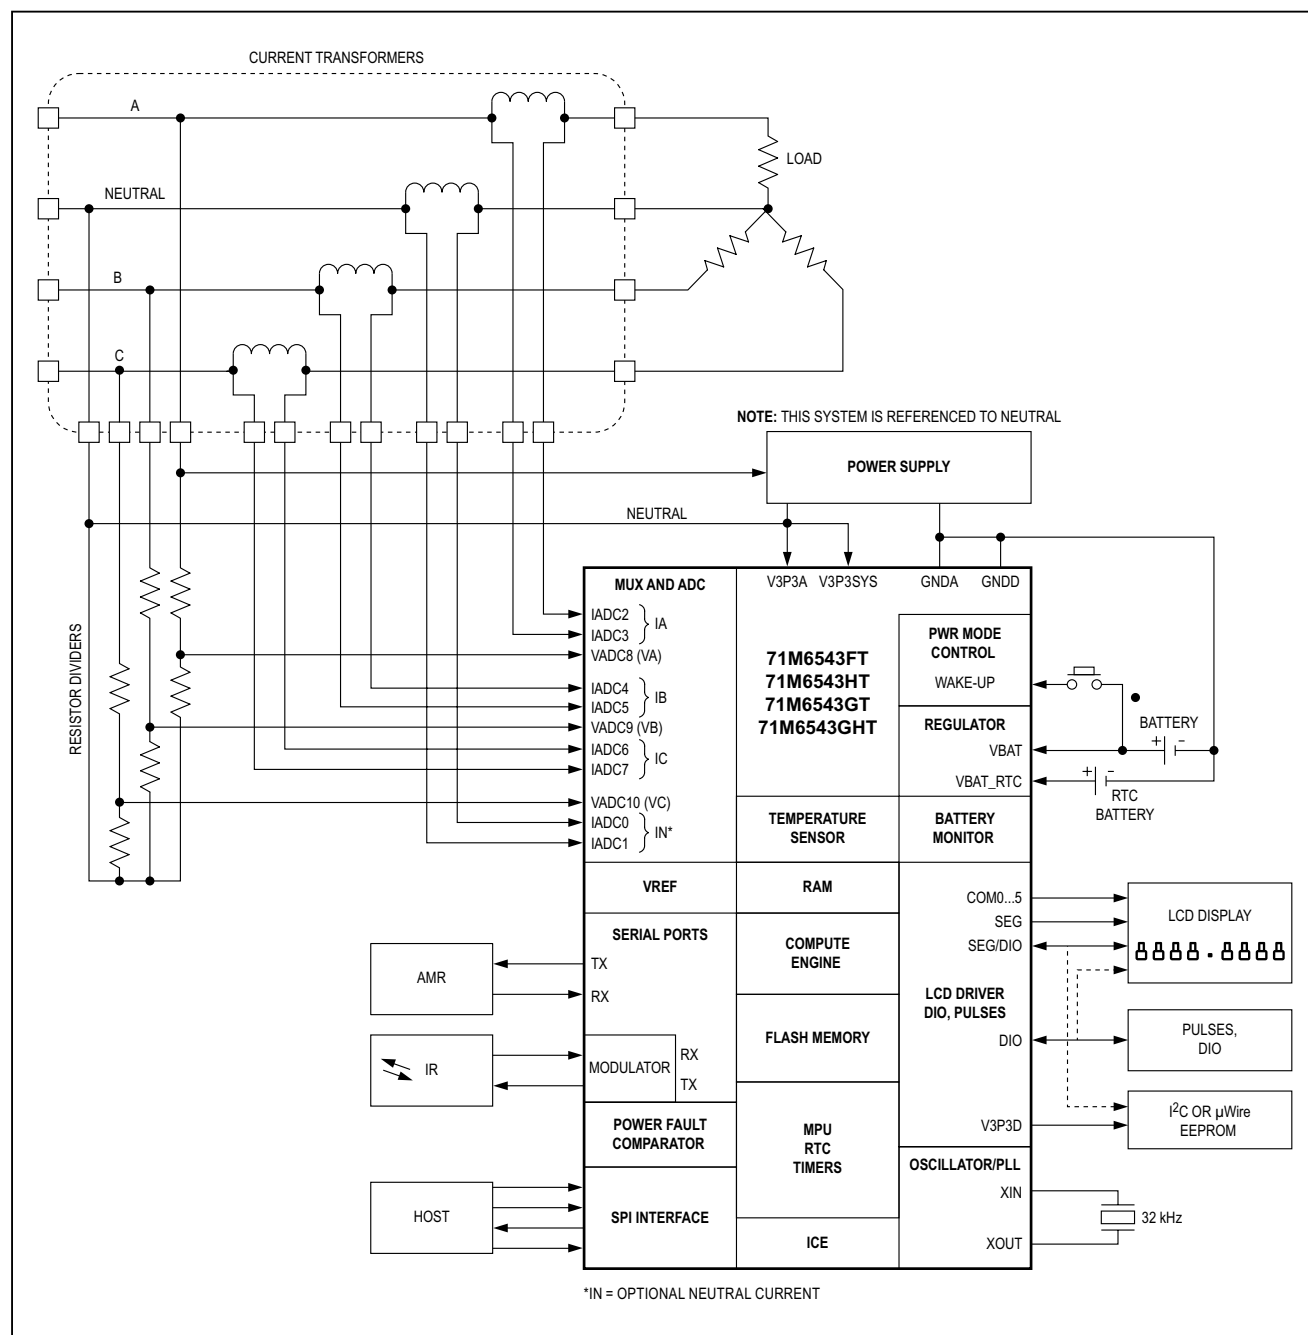 CURRENT TRANSFORMERS
A
LOAD
NEUTRAL
B
C
NOTE: THIS SYSTEM IS REFERENCED TO NEUTRAL
POWER SUPPLY
NEUTRAL
RESISTOR DIVIDERS
MUX AND ADC
V3P3A
V3P3SYS
GNDA
GNDD
IADC2
IADC3
IA
VADC8 (VA)
IADC4
IADC5
IB
VADC9 (VB)
IADC6
IADC7
IC
VADC10 (VC)
IADC0
IADC1
IN*
71M6543FT
71M6543HT
71M6543GT
71M6543GHT
PWR MODE
CONTROL
WAKE-UP
REGULATOR
VBAT
VBAT_RTC
+ -
BATTERY
+ -
RTC
BATTERY
TEMPERATURE
SENSOR
BATTERY
MONITOR
VREF
RAM
SERIAL PORTS
TX
RX
COMPUTE
ENGINE
COM0...5
SEG
SEG/DIO
LCD DRIVER
DIO, PULSES
DIO
V3P3D
LCD DISPLAY
8888.8888
AMR
FLASH MEMORY
PULSES,
DIO
IR
MODULATOR
RX
TX
I2C OR µWire
EEPROM
POWER FAULT
COMPARATOR
MPU
RTC
TIMERS
OSCILLATOR/PLL
XIN
XOUT
32 kHz
HOST
SPI INTERFACE
ICE
*IN = OPTIONAL NEUTRAL CURRENT